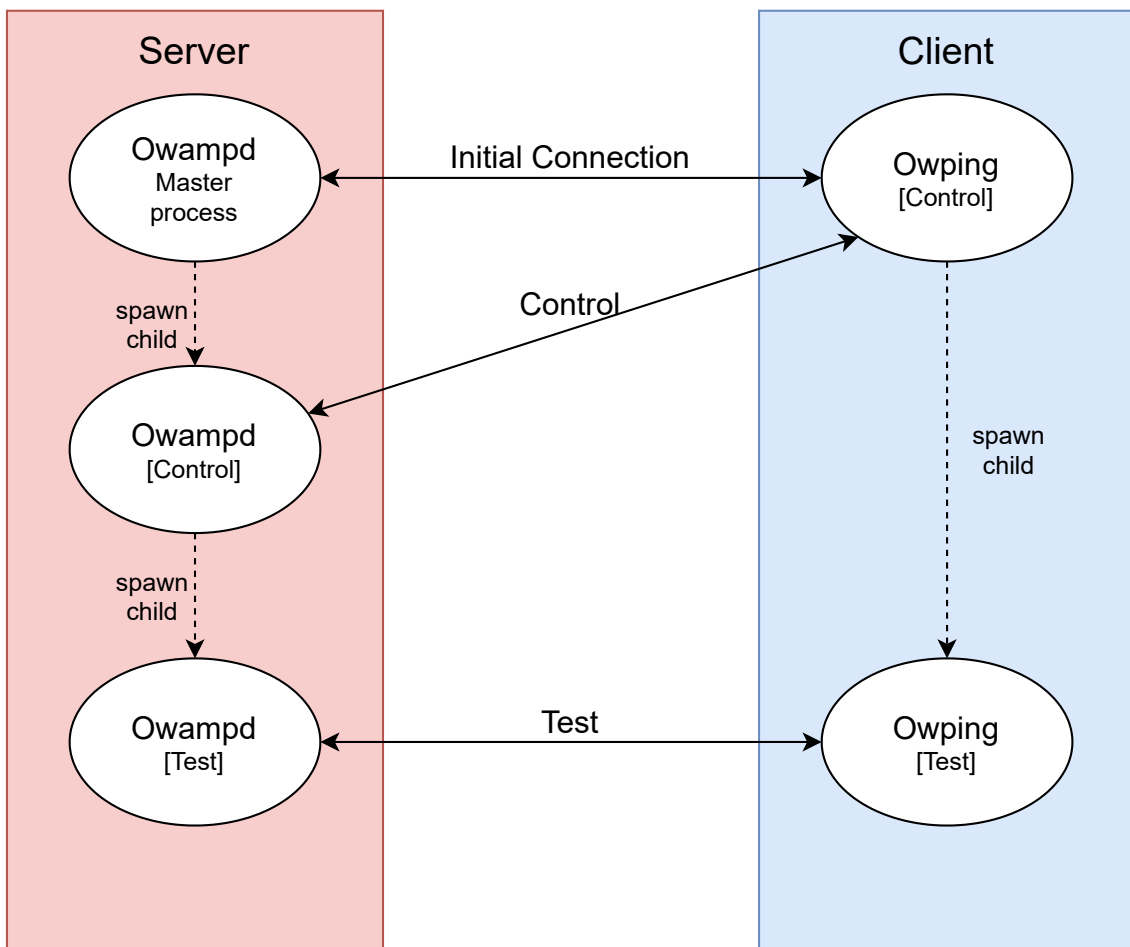 Server
Client
Owampd
Master
process
Initial Connection
Owping
[Control]
spawn
child
Control
Owampd
[Control]
spawn
child
spawn
child
Owampd
[Test]
Test
Owping
[Test]